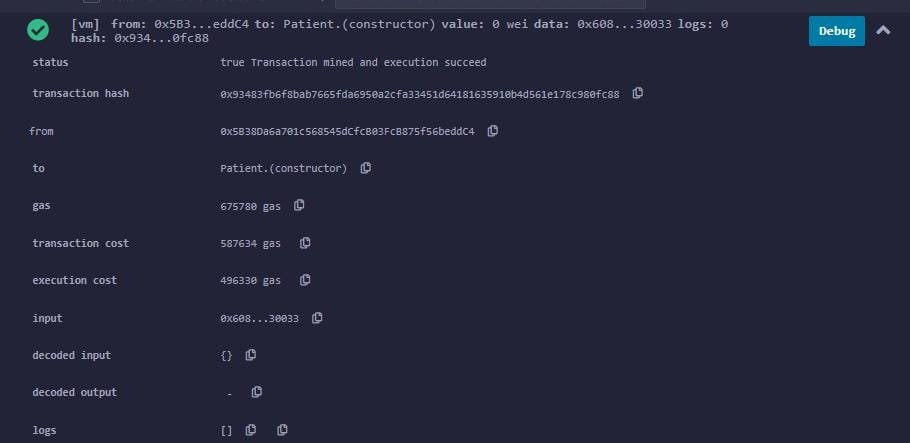 [vm] from: 0x5B3...eddC4 to: Patient.(constructor) value: 0 wei data: 0x608...30033 logs: 0
hash: 0x934...0fc88
Debug
status true Transaction mined and execution succeed
transaction hash 0x93483fb6f8bab7665fda6950a2cfa33451d64181635910b4d561e178c980fc88
from 0x5B38Da6a701c568545dCfcB03FcB875f56beddC4
to Patient.(constructor)
gas 675780 gas
transaction cost 587634 gas
execution cost 496330 gas
input 0x608...30033
decoded input {}
decoded output -
logs []